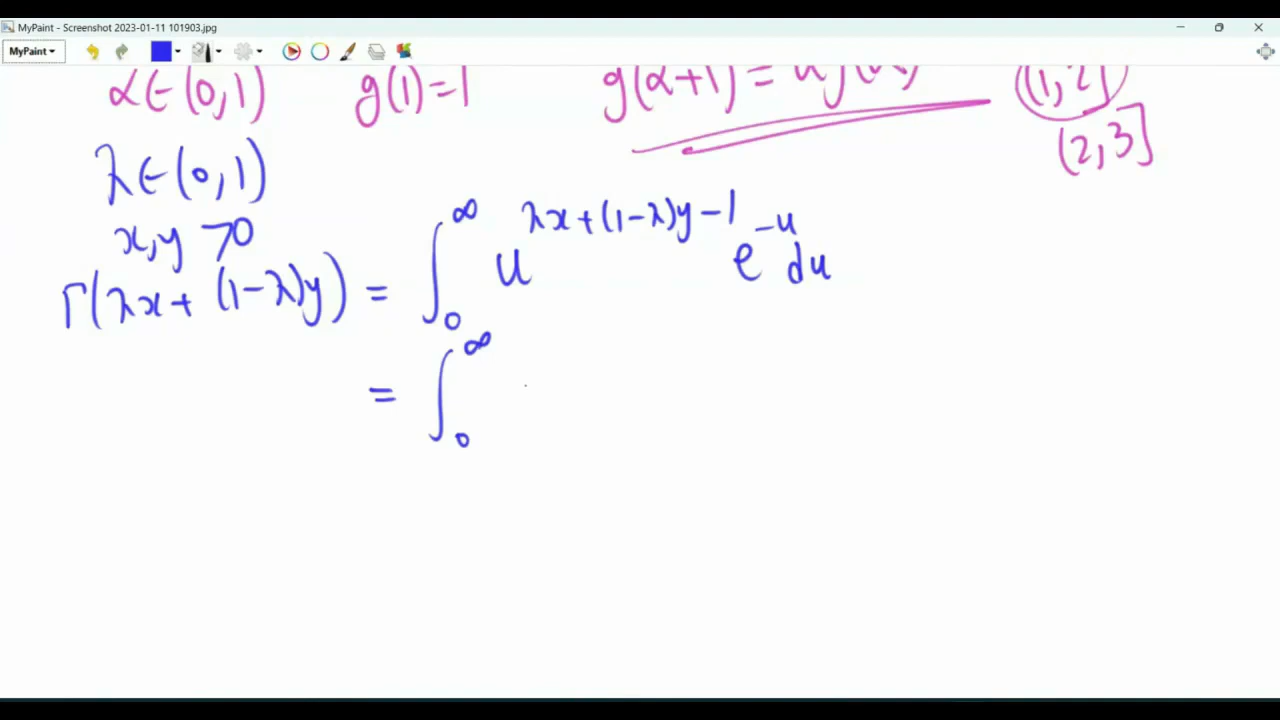 MyPaint - Screenshot 2023-01-11 101903.jpg
MyPaint
α∈(0,1) g(1)=1 g(α+1) = (1,2]
(2,3]
λ∈(0,1)
x,y >0
Γ(λx+(1-λ)y) = ∫₀^∞ u^{λx+(1-λ)y-1} e^{-u} du
= ∫₀^∞